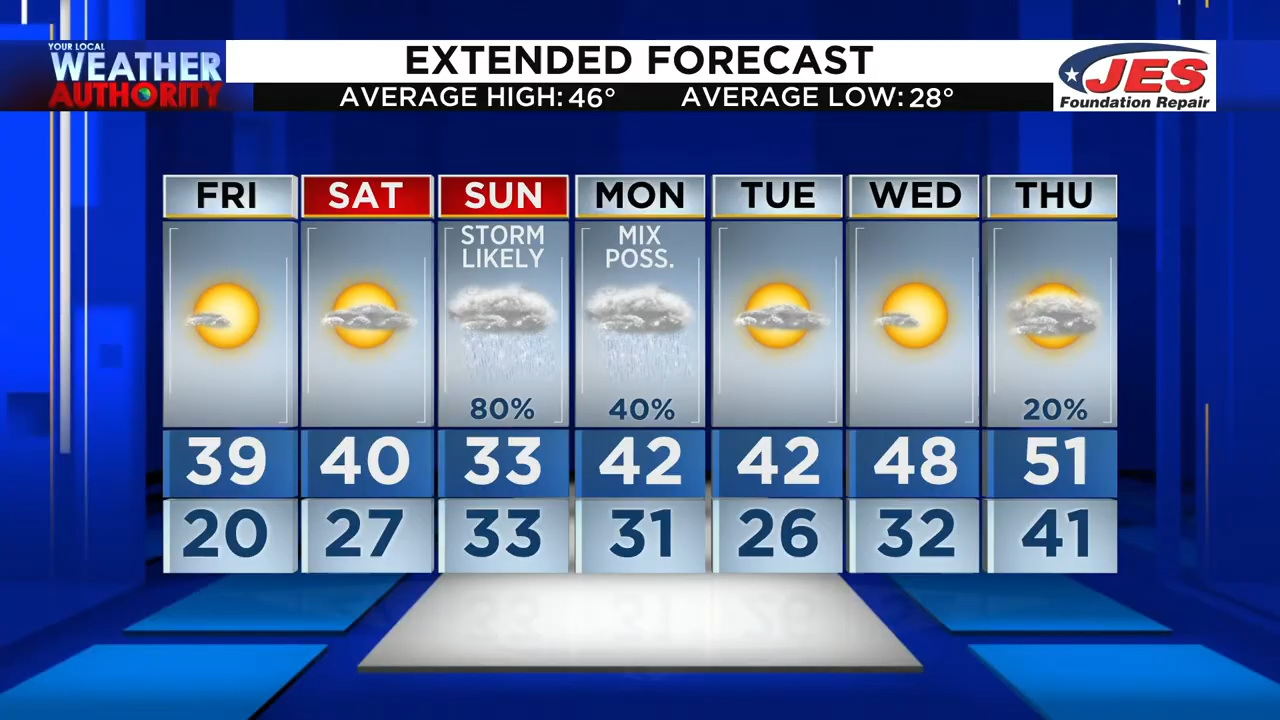 YOUR LOCAL
WEATHER
AUTHORITY
EXTENDED FORECAST
AVERAGE HIGH: 46° AVERAGE LOW: 28°
JES
Foundation Repair
FRI SAT SUN MON TUE WED THU
STORM LIKELY
MIX POSS.
80% 40% 20%
39 40 33 42 42 48 51
20 27 33 31 26 32 41